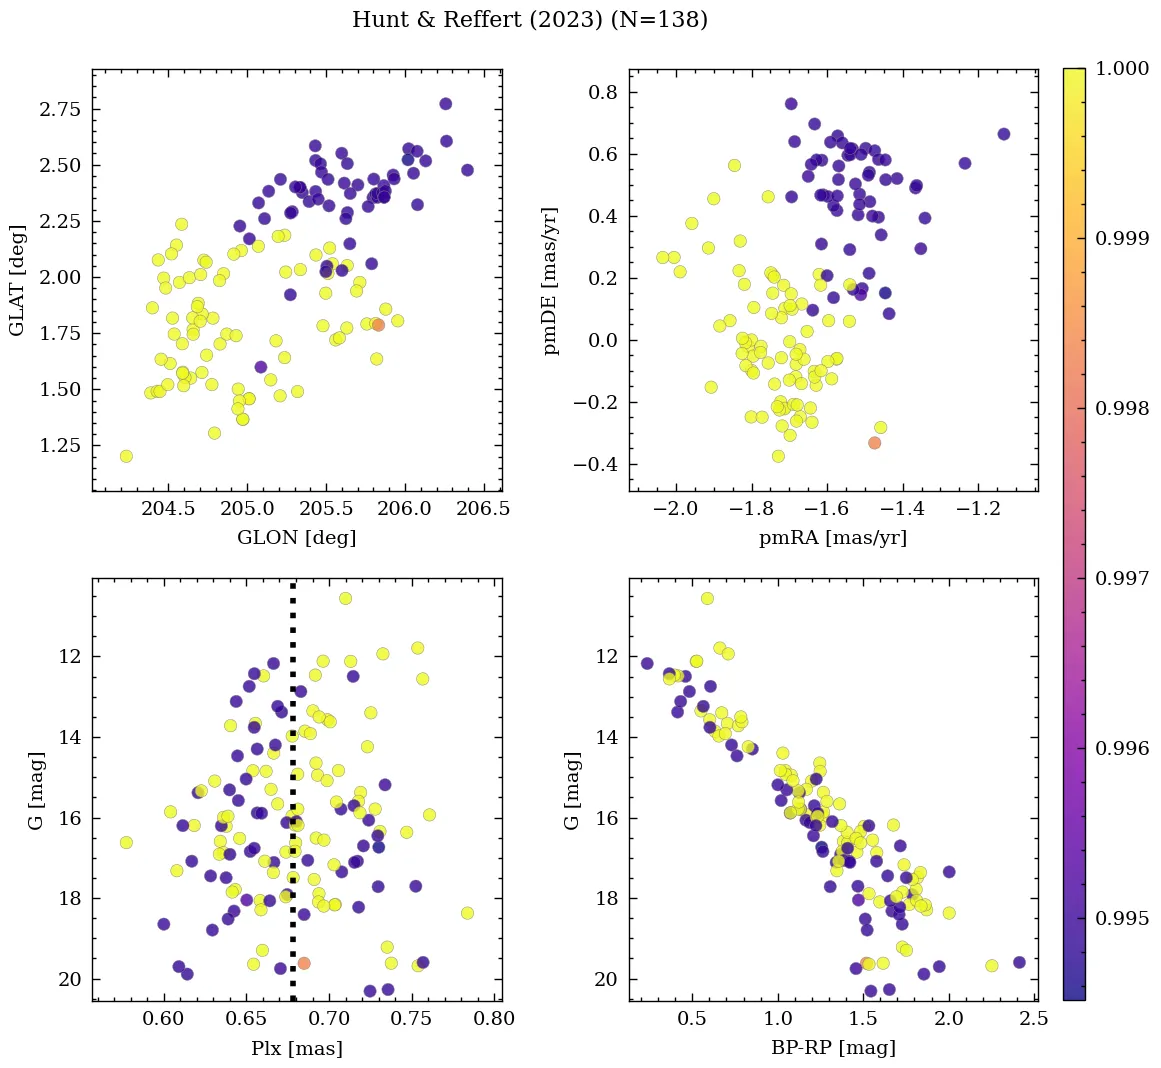 Hunt & Reffert (2023) (N=138)
2.75
2.50
2.25
2.00
1.75
1.50
1.25
GLAT [deg]
204.5 205.0 205.5 206.0 206.5
GLON [deg]
0.8
0.6
0.4
0.2
0.0
−0.2
−0.4
pmDE [mas/yr]
−2.0 −1.8 −1.6 −1.4 −1.2
pmRA [mas/yr]
12
14
16
18
20
G [mag]
0.60 0.65 0.70 0.75 0.80
Plx [mas]
12
14
16
18
20
G [mag]
0.5 1.0 1.5 2.0 2.5
BP-RP [mag]
1.000
0.999
0.998
0.997
0.996
0.995